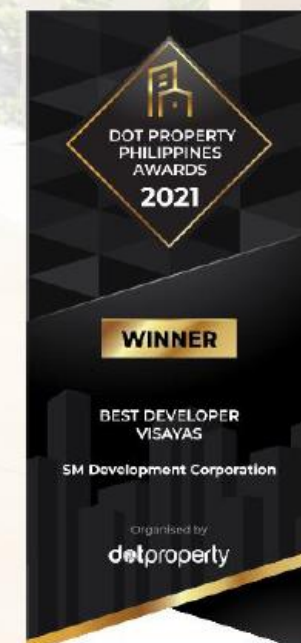 DOT PROPERTY
PHILIPPINES
AWARDS
2021
WINNER
BEST DEVELOPER
VISAYAS
SM Development Corporation
Organised by
dotproperty